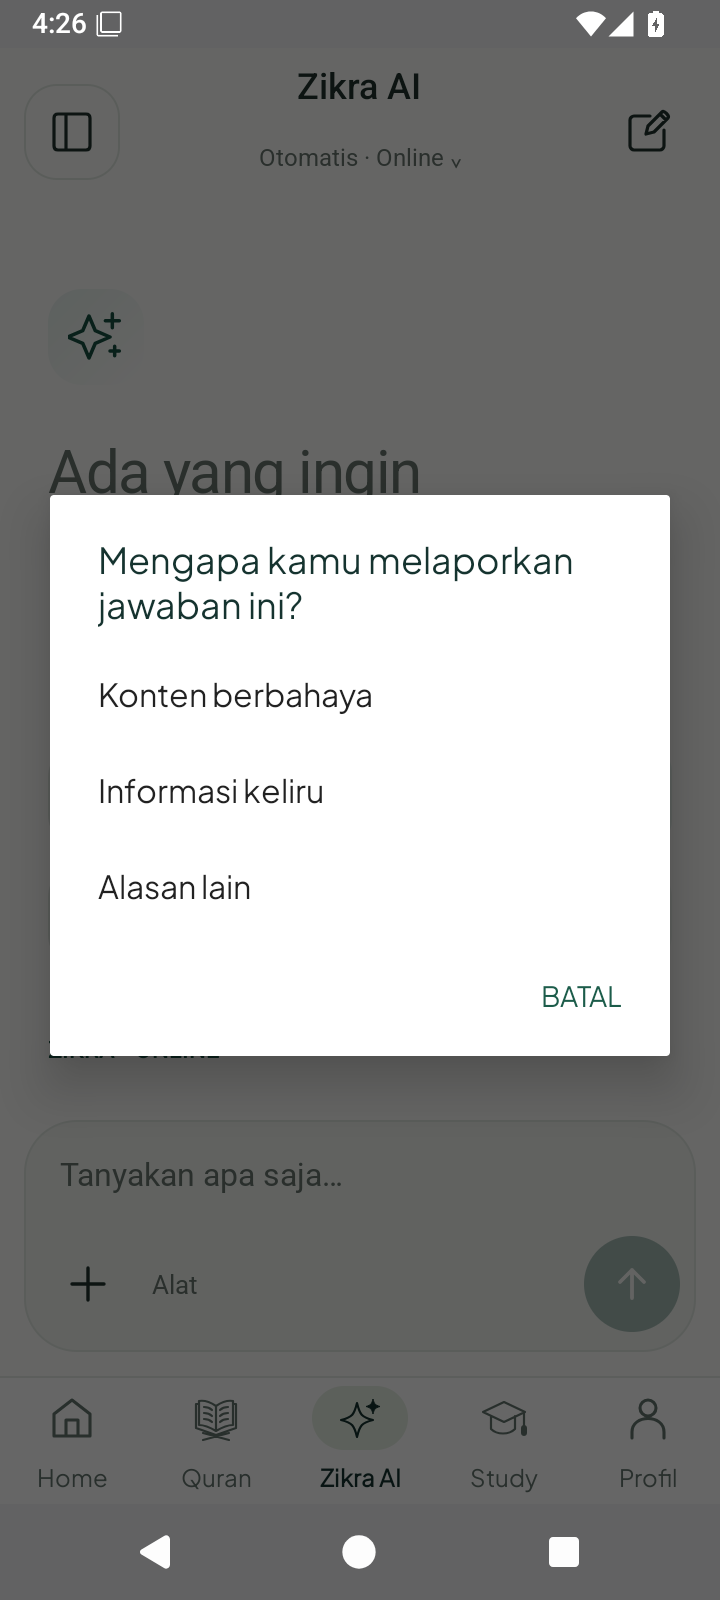 4:26
Zikra AI
Otomatis · Online
Ada yang ingin
Mengapa kamu melaporkan
jawaban ini?
Konten berbahaya
Informasi keliru
Alasan lain
BATAL
Tanyakan apa saja...
Alat
Home
Quran
Zikra AI
Study
Profil